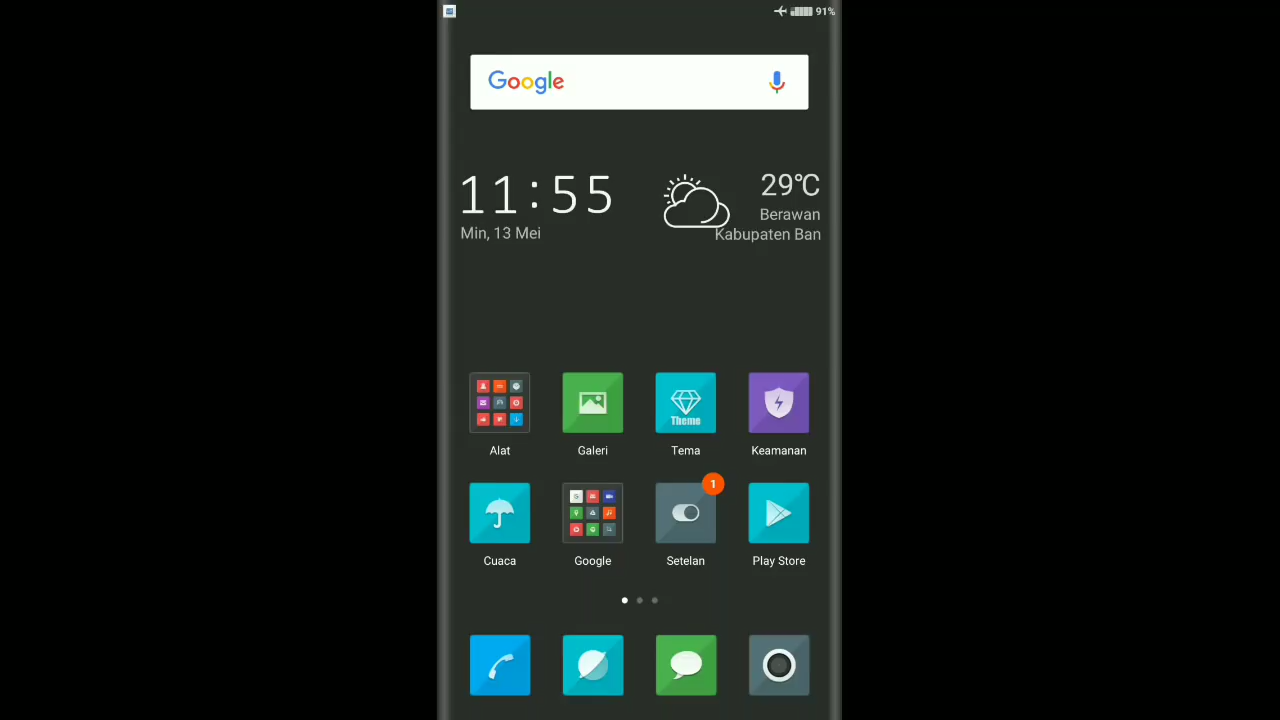 91%
Google
11:55
29℃
Min, 13 Mei
Berawan
Kabupaten Ban
Theme
Alat
Galeri
Tema
Keamanan
1
Cuaca
Google
Setelan
Play Store